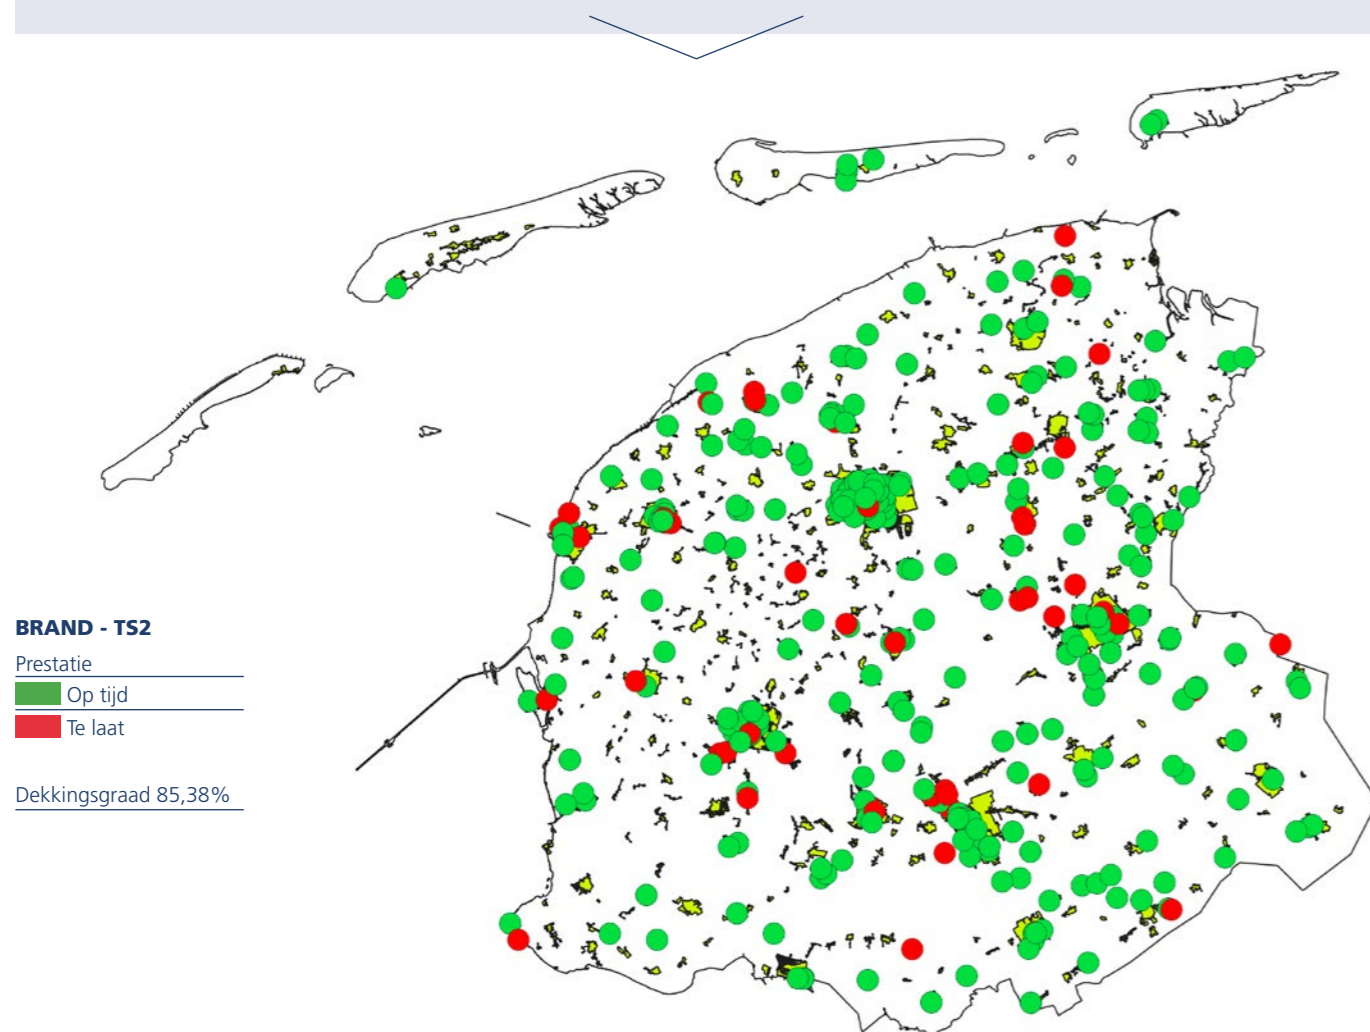 BRAND - TS2
Prestatie
Op tijd
Te laat
Dekkingsgraad 85,38%